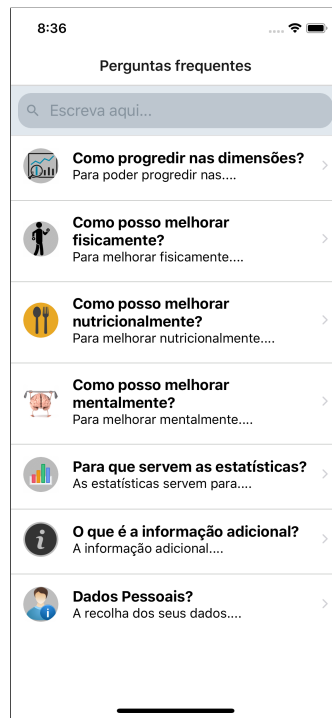 8:36
Perguntas frequentes
Escreva aqui...
Como progredir nas dimensões?
Para poder progredir nas....
Como posso melhorar
fisicamente?
Para melhorar fisicamente....
Como posso melhorar
nutricionalmente?
Para melhorar nutricionalmente....
Como posso melhorar
mentalmente?
Para melhorar mentalmente....
Para que servem as estatísticas?
As estatísticas servem para....
O que é a informação adicional?
A informação adicional....
Dados Pessoais?
A recolha dos seus dados....